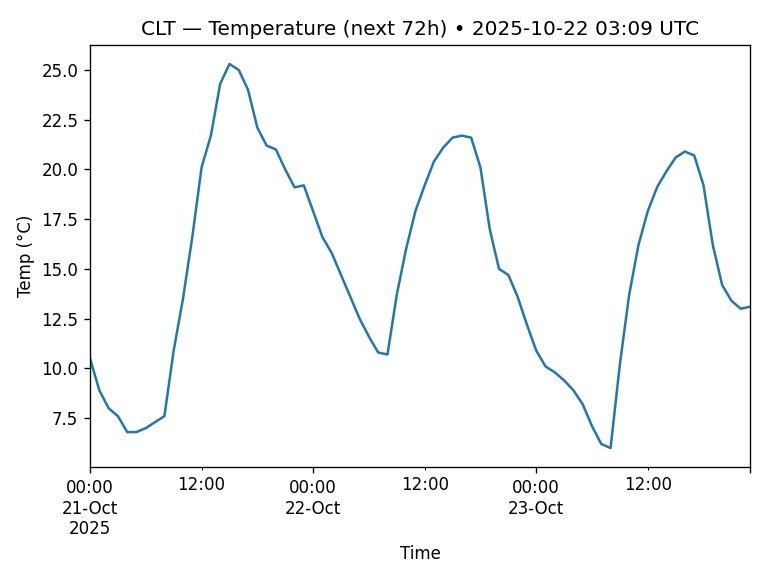 CLT — Temperature (next 72h) • 2025-10-22 03:09 UTC
25.0
22.5
20.0
17.5
15.0
12.5
10.0
7.5
Temp (°C)
00:00 12:00 00:00 12:00 00:00 12:00
21-Oct 22-Oct 23-Oct
2025
Time